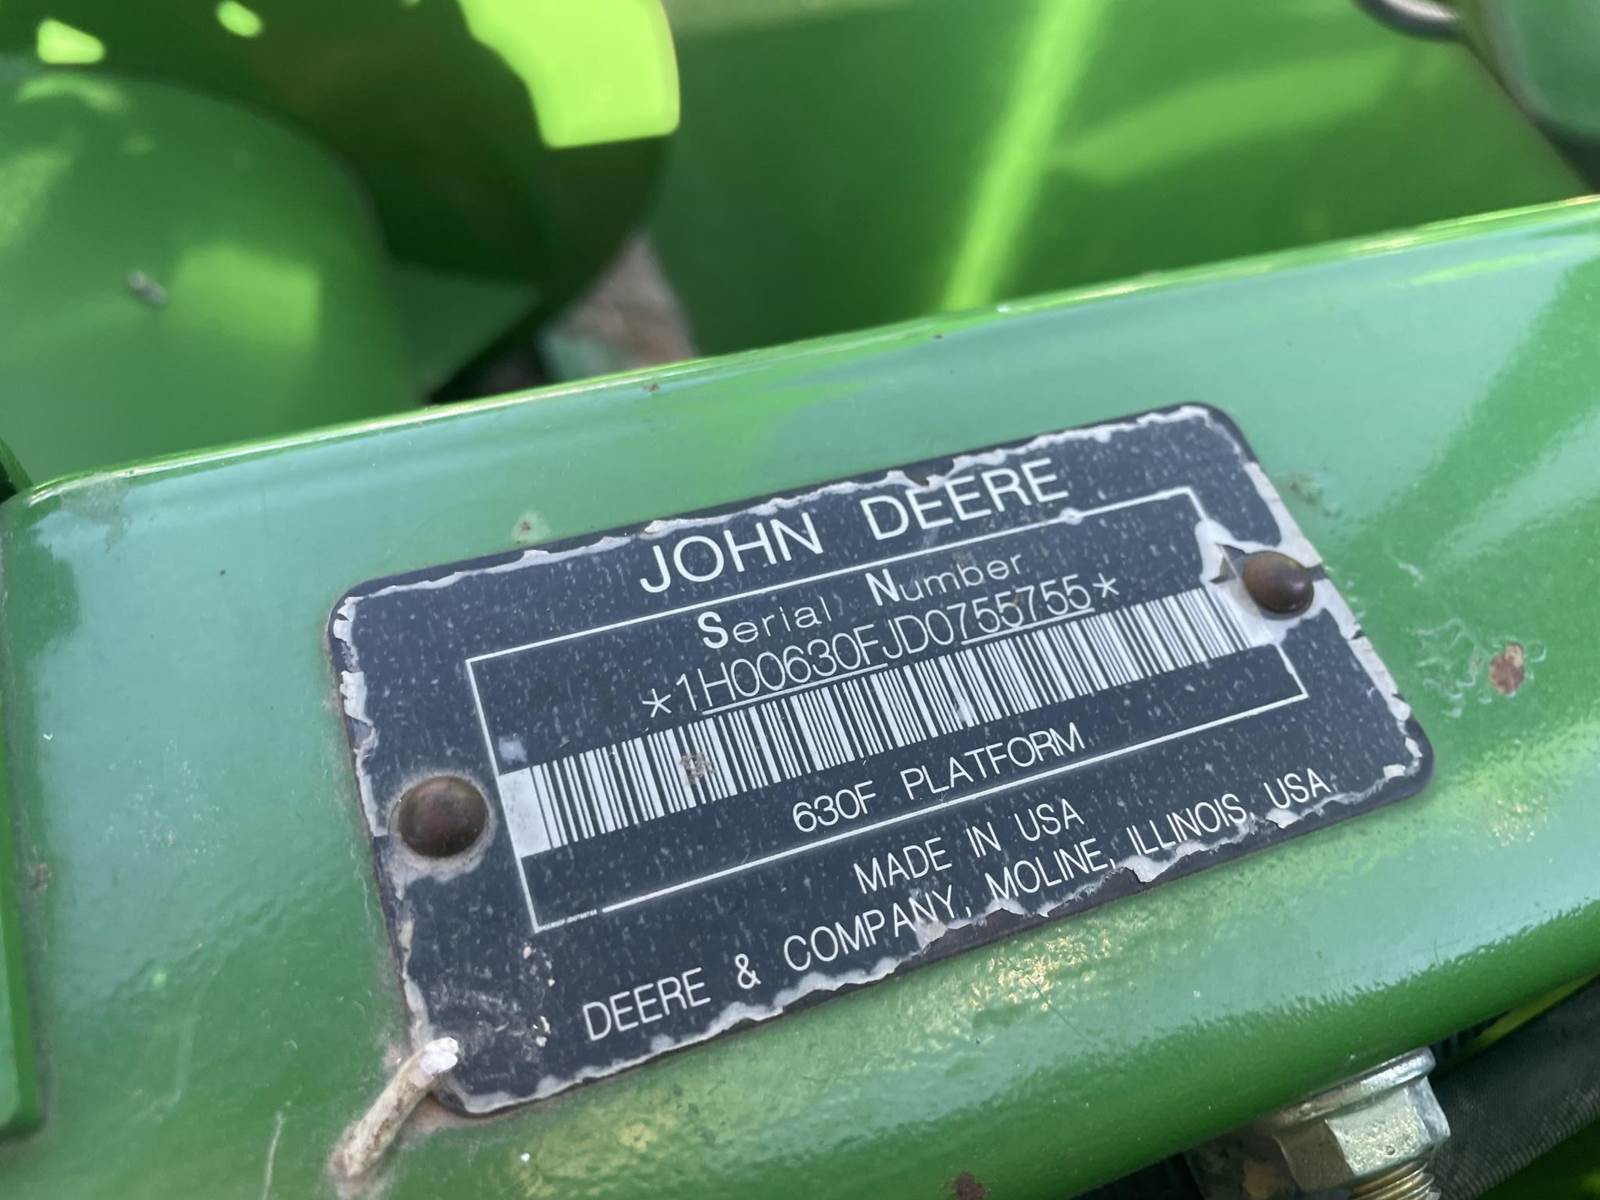 JOHN DEERE
Serial Number
*1H00630FJD0755755*
630F PLATFORM
MADE IN USA
DEERE & COMPANY, MOLINE, ILLINOIS, USA